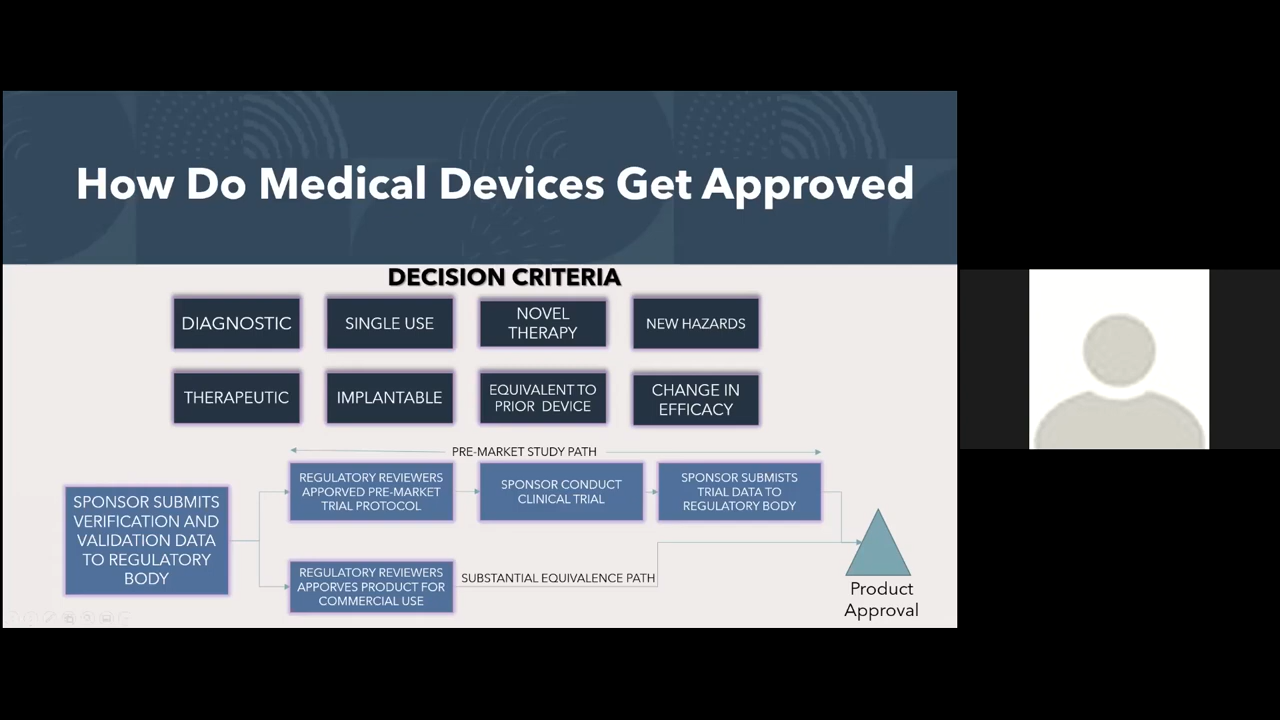 How Do Medical Devices Get Approved
DECISION CRITERIA
DIAGNOSTIC
SINGLE USE
NOVEL
THERAPY
NEW HAZARDS
THERAPEUTIC
IMPLANTABLE
EQUIVALENT TO
PRIOR DEVICE
CHANGE IN
EFFICACY
PRE-MARKET STUDY PATH
SPONSOR SUBMITS
VERIFICATION AND
VALIDATION DATA
TO REGULATORY
BODY
REGULATORY REVIEWERS
APPORVED PRE-MARKET
TRIAL PROTOCOL
SPONSOR CONDUCT
CLINICAL TRIAL
SPONSOR SUBMISTS
TRIAL DATA TO
REGULATORY BODY
REGULATORY REVIEWERS
APPORVES PRODUCT FOR
COMMERCIAL USE
SUBSTANTIAL EQUIVALENCE PATH
Product
Approval